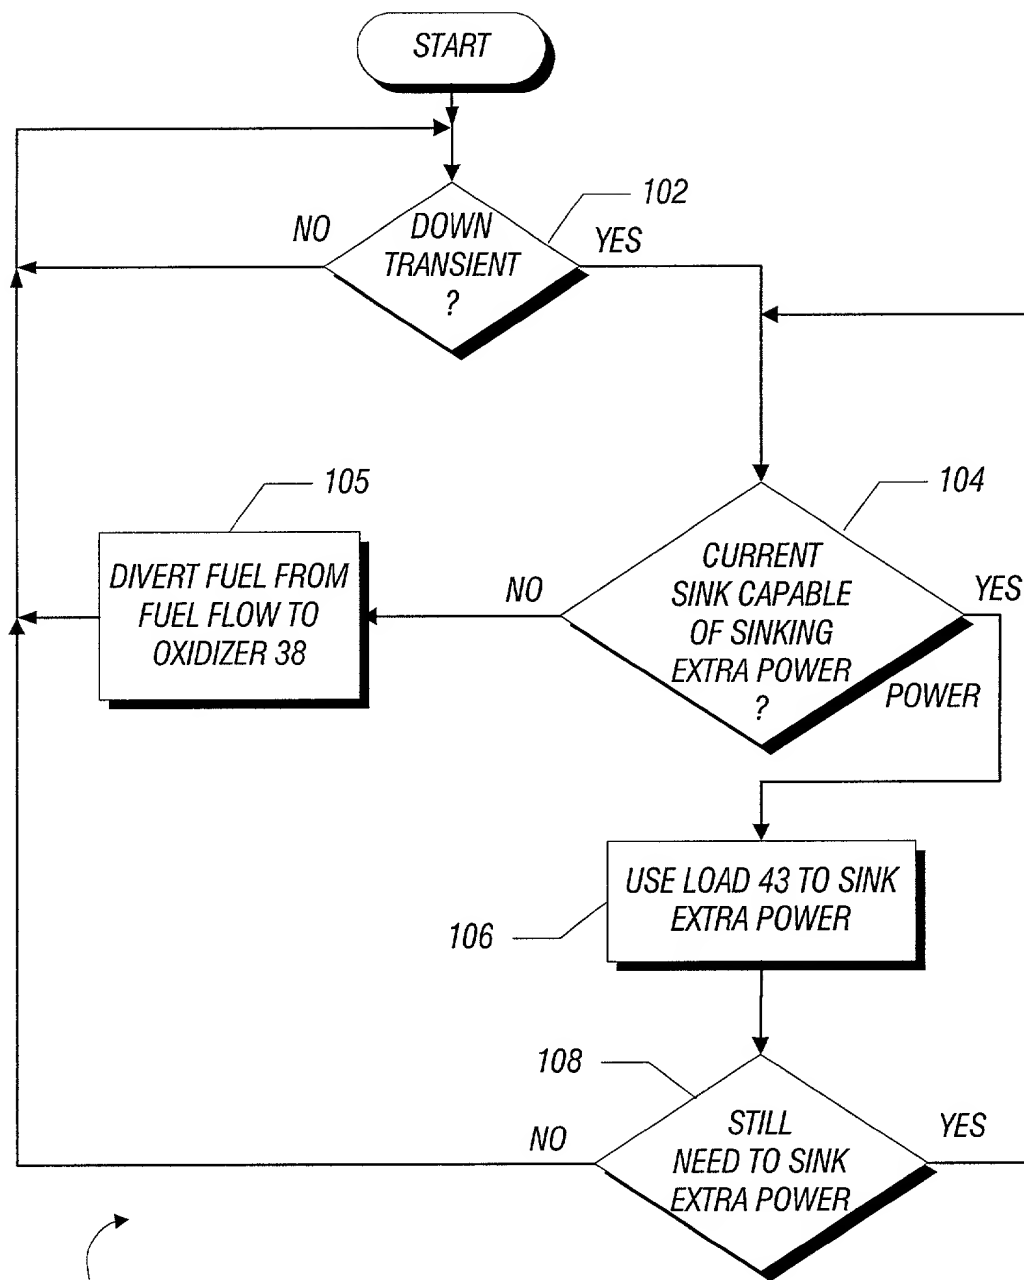 START
102
NO
DOWN
TRANSIENT
?
YES
105
104
DIVERT FUEL FROM
FUEL FLOW TO
OXIDIZER 38
NO
CURRENT
SINK CAPABLE
OF SINKING
EXTRA POWER
?
YES
POWER
USE LOAD 43 TO SINK
EXTRA POWER
106
108
NO
STILL
NEED TO SINK
EXTRA POWER
YES